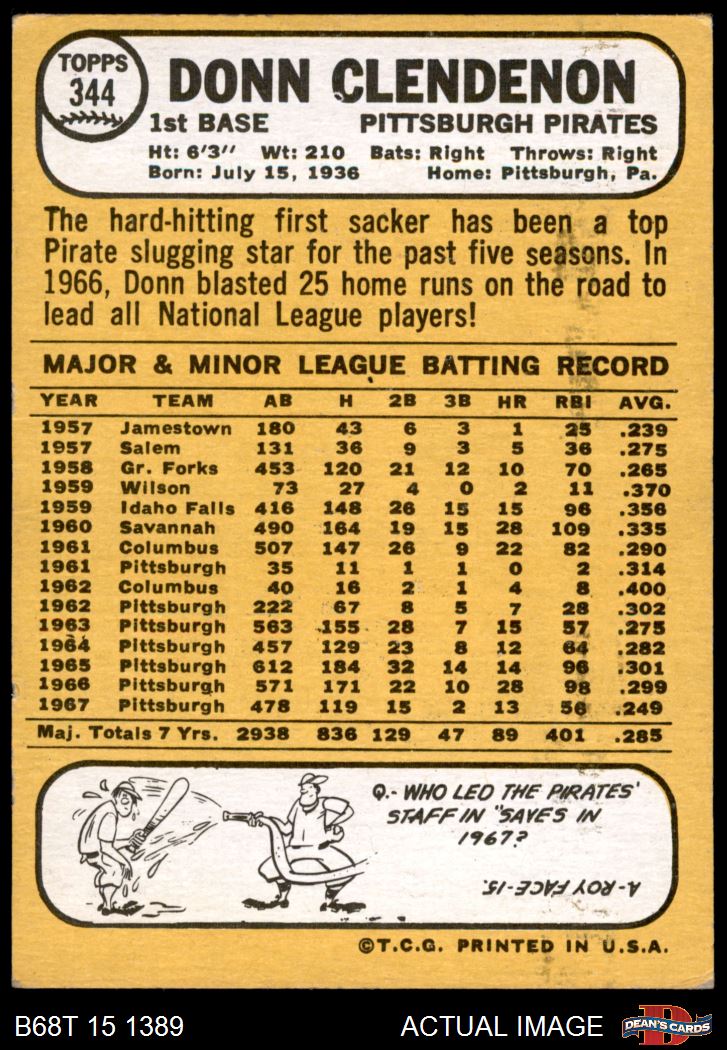 TOPPS
344
DONN CLENDENON
1st BASE PITTSBURGH PIRATES
Ht: 6'3" Wt: 210 Bats: Right Throws: Right
Born: July 15, 1936 Home: Pittsburgh, Pa.
The hard-hitting first sacker has been a top
Pirate slugging star for the past five seasons. In
1966, Donn blasted 25 home runs on the road to
lead all National League players!
MAJOR & MINOR LEAGUE BATTING RECORD
YEAR TEAM AB H 2B 3B HR RBI AVG.
1957 Jamestown 180 43 6 3 1 25 .239
1957 Salem 131 36 9 3 5 36 .275
1958 Gr. Forks 453 120 21 12 10 70 .265
1959 Wilson 73 27 4 0 2 11 .370
1959 Idaho Falls 416 148 26 15 15 96 .356
1960 Savannah 490 164 19 15 28 109 .335
1961 Columbus 507 147 26 9 22 82 .290
1961 Pittsburgh 35 11 1 1 0 2 .314
1962 Columbus 40 16 2 1 4 8 .400
1962 Pittsburgh 222 67 8 5 7 28 .302
1963 Pittsburgh 563 155 28 7 15 57 .275
1964 Pittsburgh 457 129 23 8 12 64 .282
1965 Pittsburgh 612 184 32 14 14 96 .301
1966 Pittsburgh 571 171 22 10 28 98 .299
1967 Pittsburgh 478 119 15 2 13 56 .249
Maj. Totals 7 Yrs. 2938 836 129 47 89 401 .285
Q.- WHO LED THE PIRATES'
STAFF IN "SAVES IN
1967?
A- ROY FACE-15.
©T.C.G. PRINTED IN U.S.A.
B68T 15 1389 ACTUAL IMAGE
D
DEAN'S CARDS